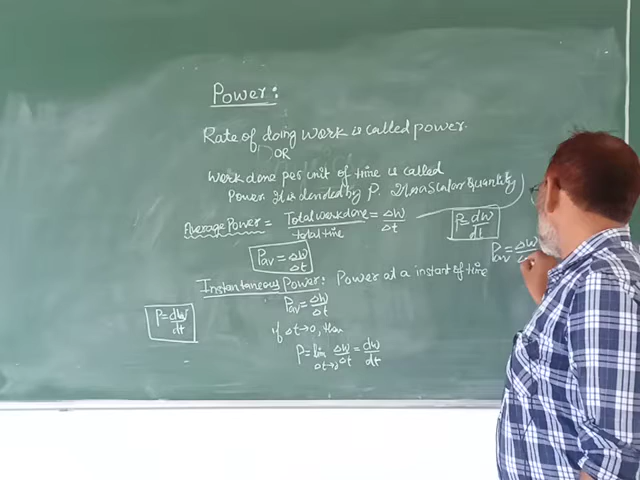 Power:
Rate of doing work is called power.
OR
Work done per unit of time is called
Power. It is denoted by P. It is a Scalar Quantity
Average Power = Total work done / total time = ΔW/Δt
P = dW/dt
Pav = ΔW
Pav = ΔW/Δt
Instantaneous Power: Power at a instant of time
Pav = ΔW/Δt
P = dW/dt
if Δt→0, then
P = lim Δt→0 ΔW/Δt = dW/dt